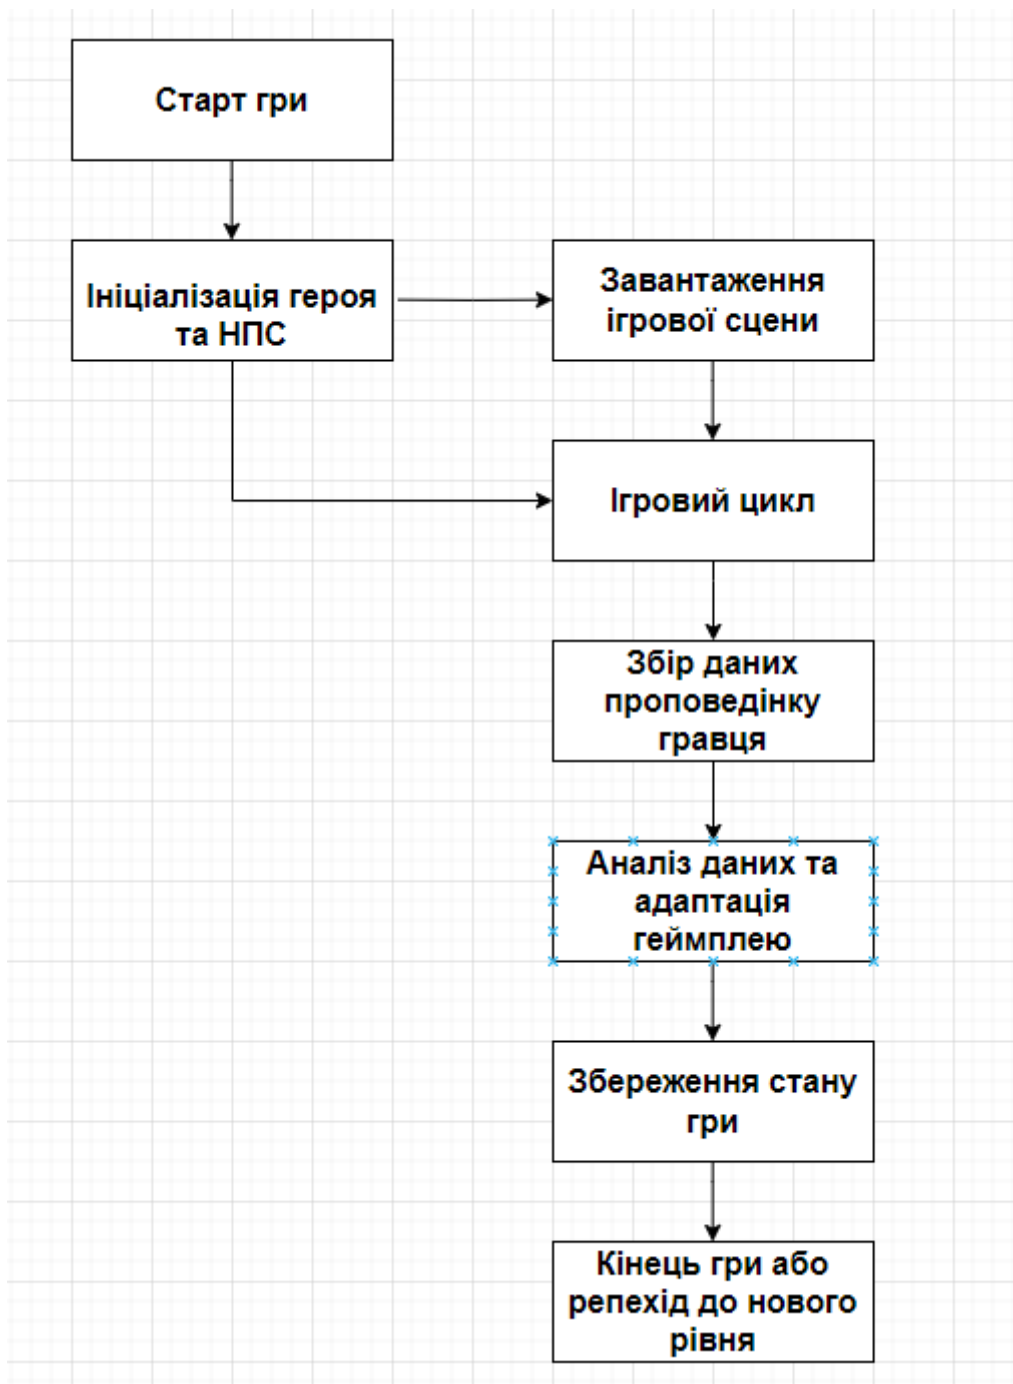 Старт гри
Ініціалізація героя
та НПС
Завантаження
ігрової сцени
Ігровий цикл
Збір даних
проповедінку
гравця
Аналіз даних та
адаптація
геймплею
Збереження стану
гри
Кінець гри або
репехід до нового
рівня